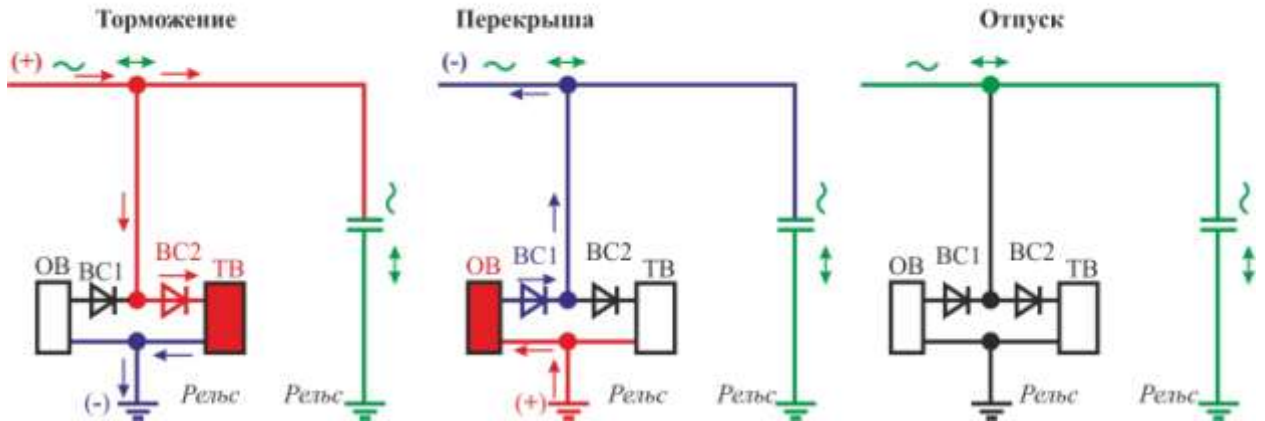 Торможение
(+)
ОВ ВС1 ВС2 ТВ
(-) Рельс Рельс
Перекрыша
(-)
ОВ ВС1 ВС2 ТВ
(+) Рельс Рельс
Отпуск
ОВ ВС1 ВС2 ТВ
Рельс Рельс